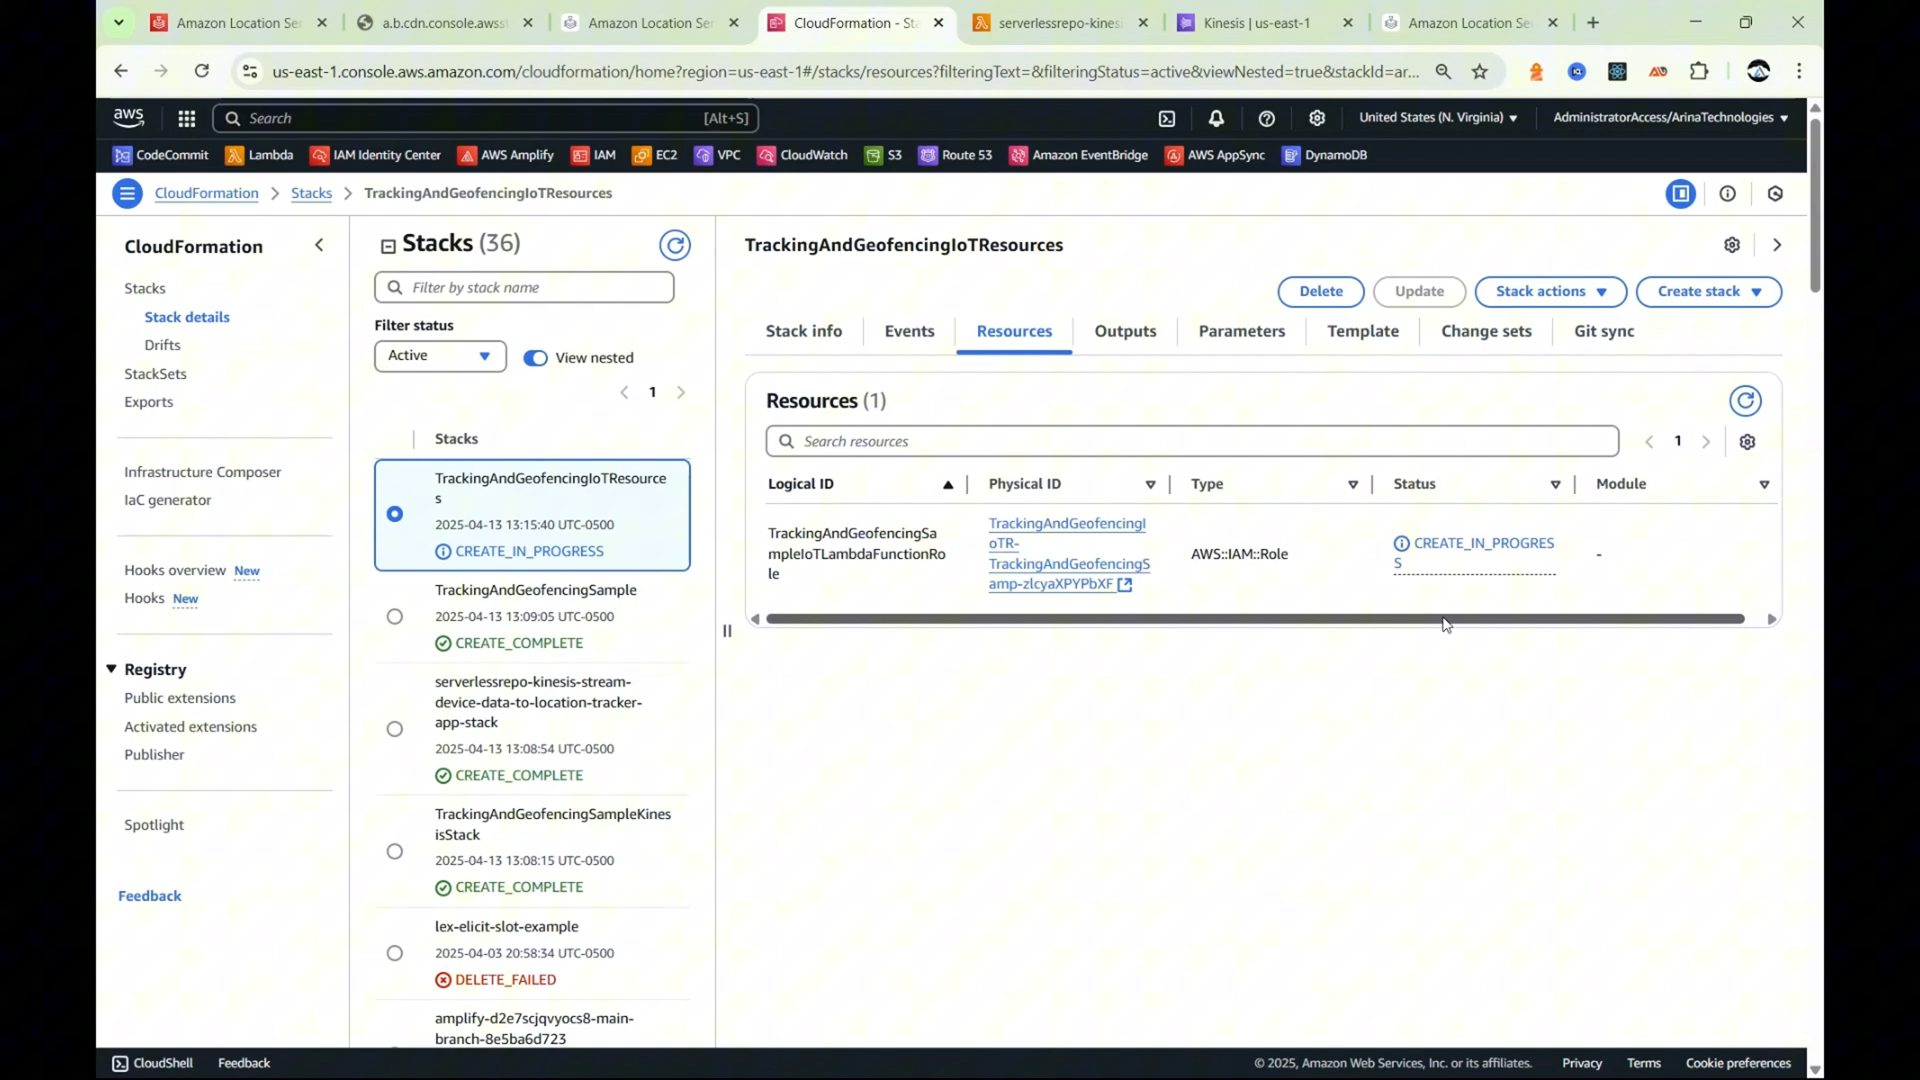 Amazon Location Ser
a.b.cdn.console.awss
Amazon Location Ser
CloudFormation - Sta
serverlessrepo-kinesi
Kinesis | us-east-1
Amazon Location Se
us-east-1.console.aws.amazon.com/cloudformation/home?region=us-east-1#/stacks/resources?filteringText=&filteringStatus=active&viewNested=true&stackId=ar...
aws
Search
[Alt+S]
United States (N. Virginia)
AdministratorAccess/ArinaTechnologies
CodeCommit
Lambda
IAM Identity Center
AWS Amplify
IAM
EC2
VPC
CloudWatch
S3
Route 53
Amazon EventBridge
AWS AppSync
DynamoDB
CloudFormation
Stacks
TrackingAndGeofencingIoTResources
CloudFormation
Stacks
Stack details
Drifts
StackSets
Exports
Infrastructure Composer
IaC generator
Hooks overview New
Hooks New
Registry
Public extensions
Activated extensions
Publisher
Spotlight
Feedback
Stacks (36)
Filter by stack name
Filter status
Active
View nested
1
Stacks
TrackingAndGeofencingIoTResource
s
2025-04-13 13:15:40 UTC-0500
CREATE_IN_PROGRESS
TrackingAndGeofencingSample
2025-04-13 13:09:05 UTC-0500
CREATE_COMPLETE
serverlessrepo-kinesis-stream-
device-data-to-location-tracker-
app-stack
2025-04-13 13:08:54 UTC-0500
CREATE_COMPLETE
TrackingAndGeofencingSampleKines
isStack
2025-04-13 13:08:15 UTC-0500
CREATE_COMPLETE
lex-elicit-slot-example
2025-04-03 20:58:34 UTC-0500
DELETE_FAILED
amplify-d2e7scjqvyocs8-main-
branch-8e5ba6d723
TrackingAndGeofencingIoTResources
Delete
Update
Stack actions
Create stack
Stack info
Events
Resources
Outputs
Parameters
Template
Change sets
Git sync
Resources (1)
Search resources
1
Logical ID
Physical ID
Type
Status
Module
TrackingAndGeofencingSa
mpleIoTLambdaFunctionRo
le
TrackingAndGeofencingI
oTR-
TrackingAndGeofencingS
amp-zlcyaXPYPbXF
AWS::IAM::Role
CREATE_IN_PROGRES
S
-
CloudShell
Feedback
© 2025, Amazon Web Services, Inc. or its affiliates.
Privacy
Terms
Cookie preferences